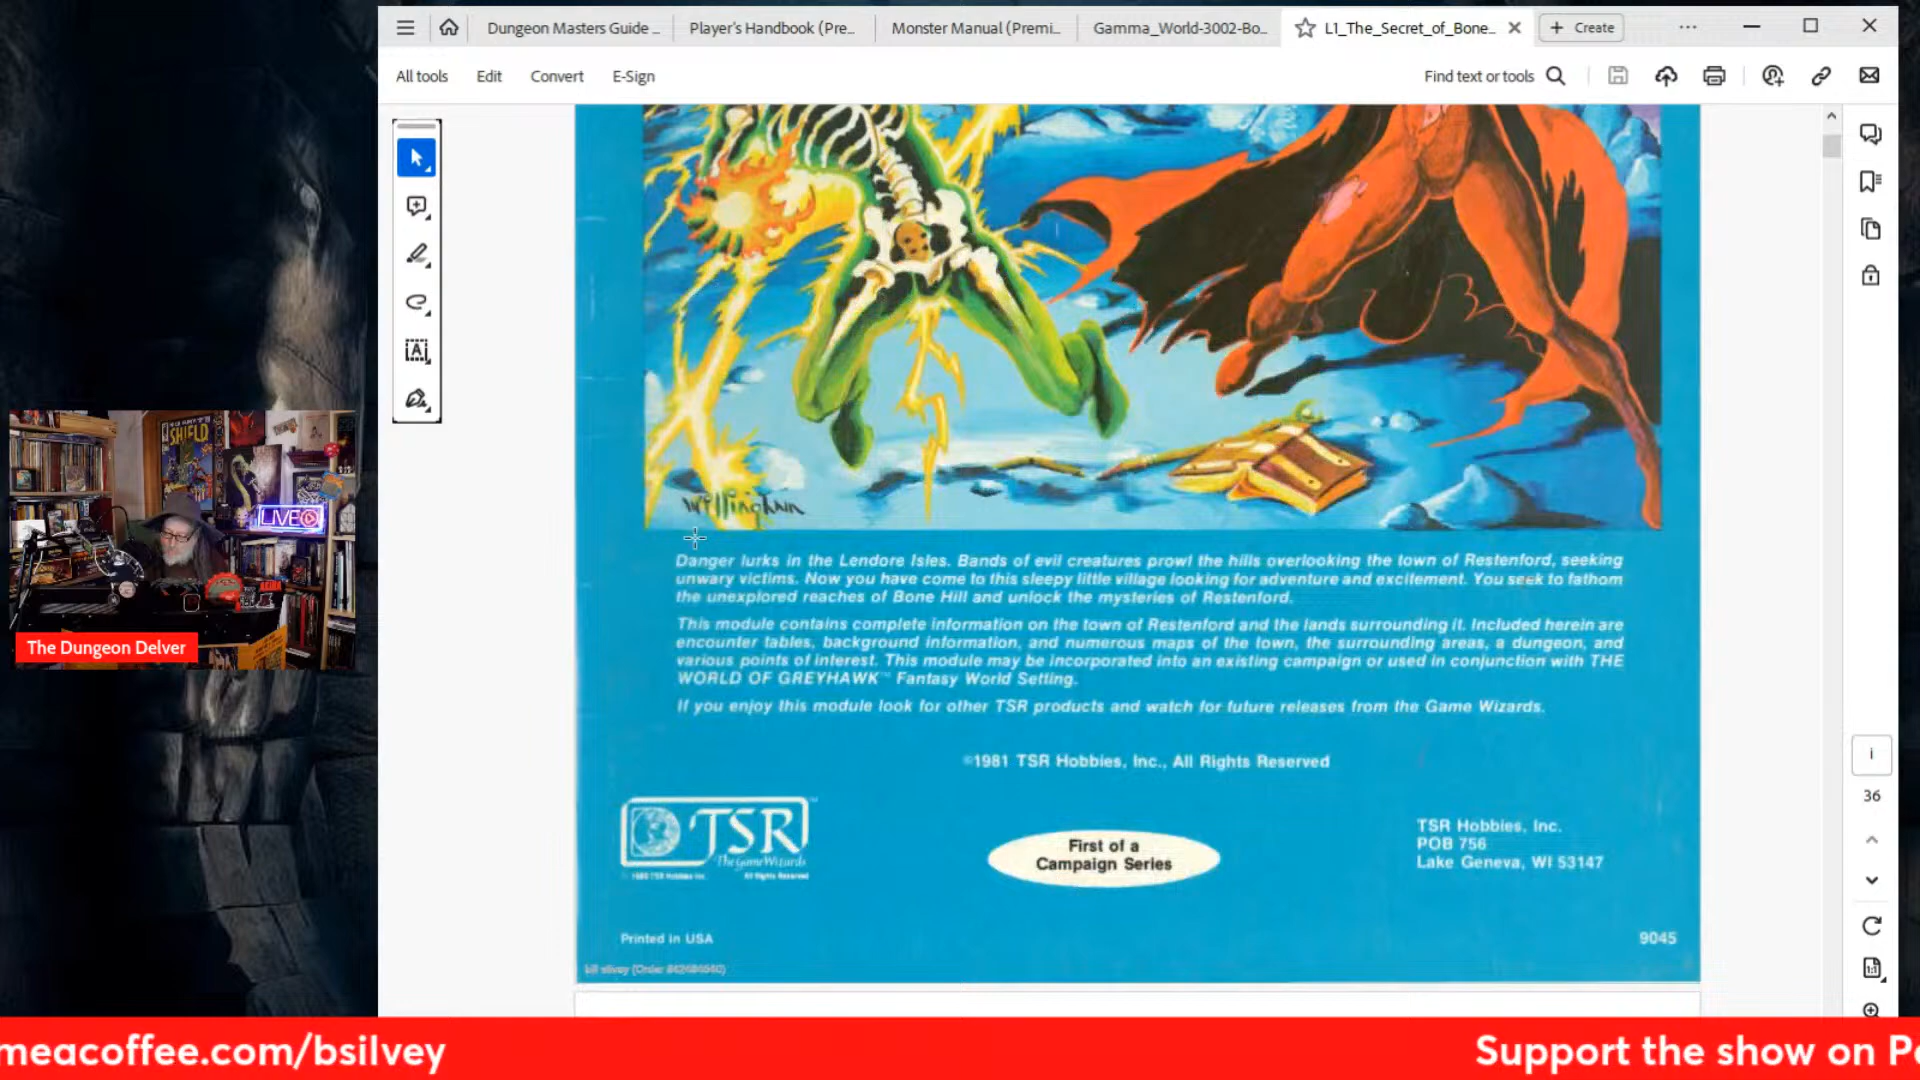 Dungeon Masters Guide ...
Player's Handbook (Pre...
Monster Manual (Premi...
Gamma_World-3002-Bo...
L1_The_Secret_of_Bone...
Create
All tools
Edit
Convert
E-Sign
Find text or tools
SHIELD
LIVE
The Dungeon Delver
Willingham
Danger lurks in the Lendore Isles. Bands of evil creatures prowl the hills overlooking the town of Restenford, seeking
unwary victims. Now you have come to this sleepy little village looking for adventure and excitement. You seek to fathom
the unexplored reaches of Bone Hill and unlock the mysteries of Restenford.
This module contains complete information on the town of Restenford and the lands surrounding it. Included herein are
encounter tables, background information, and numerous maps of the town, the surrounding areas, a dungeon, and
various points of interest. This module may be incorporated into an existing campaign or used in conjunction with THE
WORLD OF GREYHAWK™ Fantasy World Setting.
If you enjoy this module look for other TSR products and watch for future releases from the Game Wizards.
©1981 TSR Hobbies, Inc., All Rights Reserved
TSR
The Game Wizards
© 1980 TSR Hobbies Inc. All Rights Reserved
First of a
Campaign Series
TSR Hobbies, Inc.
POB 756
Lake Geneva, WI 53147
Printed in USA
9045
i
36
meacoffee.com/bsilvey
Support the show on Pa